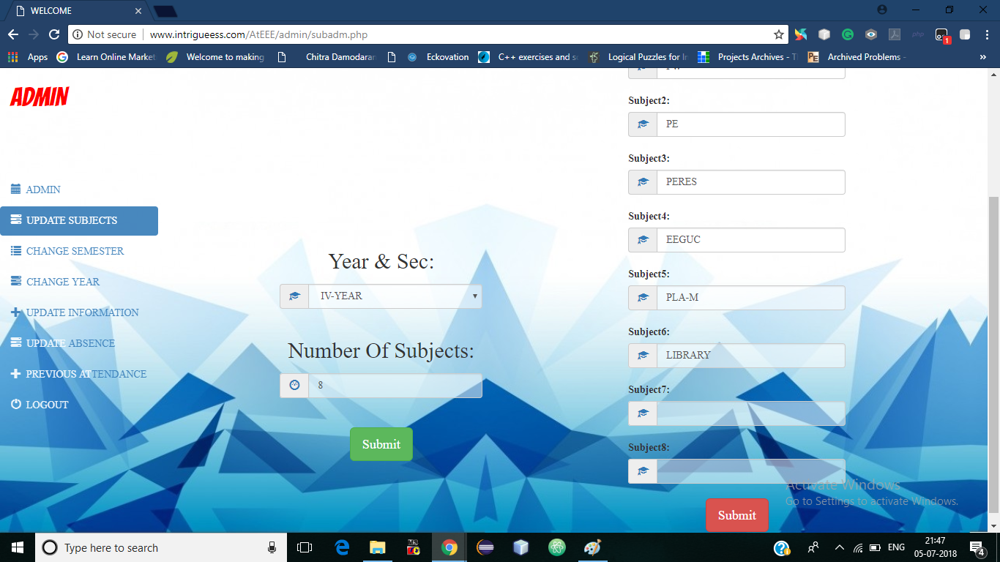 WELCOME
Not secure
www.intrigueess.com/AtEEE/admin/subadm.php
php
1
Apps
Learn Online Market
Welcome to making
Chitra Damodaran
Eckovation
C++ exercises and s
Logical Puzzles for I
Projects Archives - T
PE
Archived Problems -
»
ADMIN
ADMIN
UPDATE SUBJECTS
CHANGE SEMESTER
CHANGE YEAR
UPDATE INFORMATION
UPDATE ABSENCE
PREVIOUS ATTENDANCE
LOGOUT
Year & Sec:
IV-YEAR
Number Of Subjects:
8
Submit
Subject2:
PE
Subject3:
PERES
Subject4:
EEGUC
Subject5:
PLA-M
Subject6:
LIBRARY
Subject7:
Subject8:
Submit
Activate Windows
Go to Settings to activate Windows.
Type here to search
ENG
21:47
05-07-2018
4